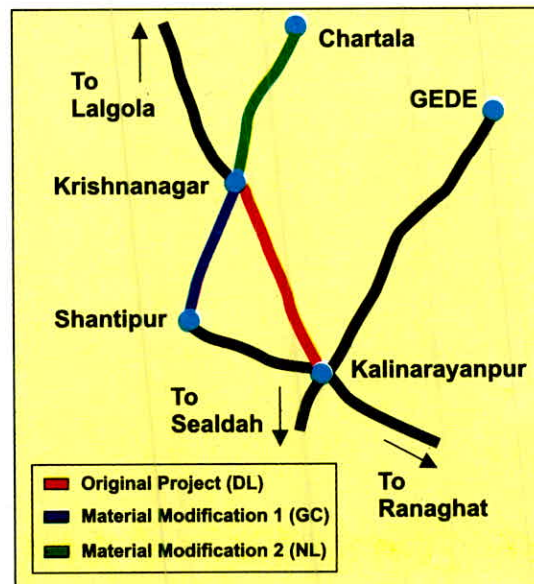 Chartala
To
Lalgola
GEDE
Krishnanagar
Shantipur
Kalinarayanpur
To
Sealdah
To
Ranaghat
Original Project (DL)
Material Modification 1 (GC)
Material Modification 2 (NL)